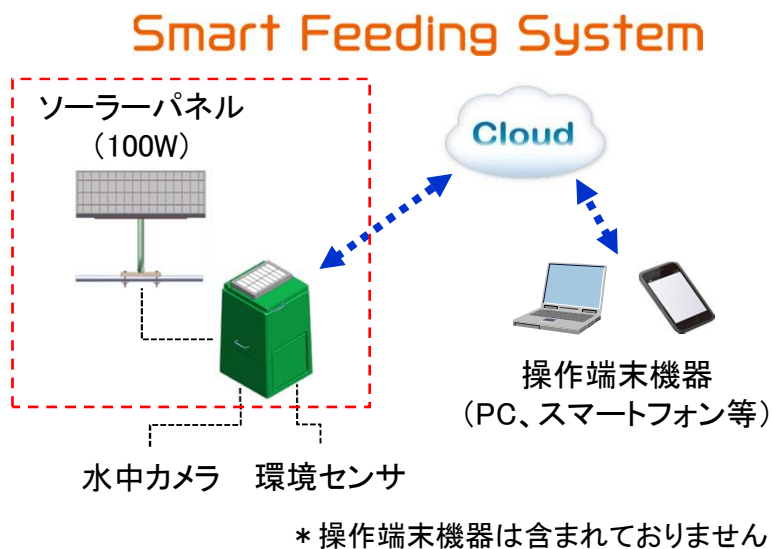 Smart Feeding System
ソーラーパネル
（100W）
Cloud
操作端末機器
（PC、スマートフォン等）
水中カメラ 環境センサ
＊操作端末機器は含まれておりません